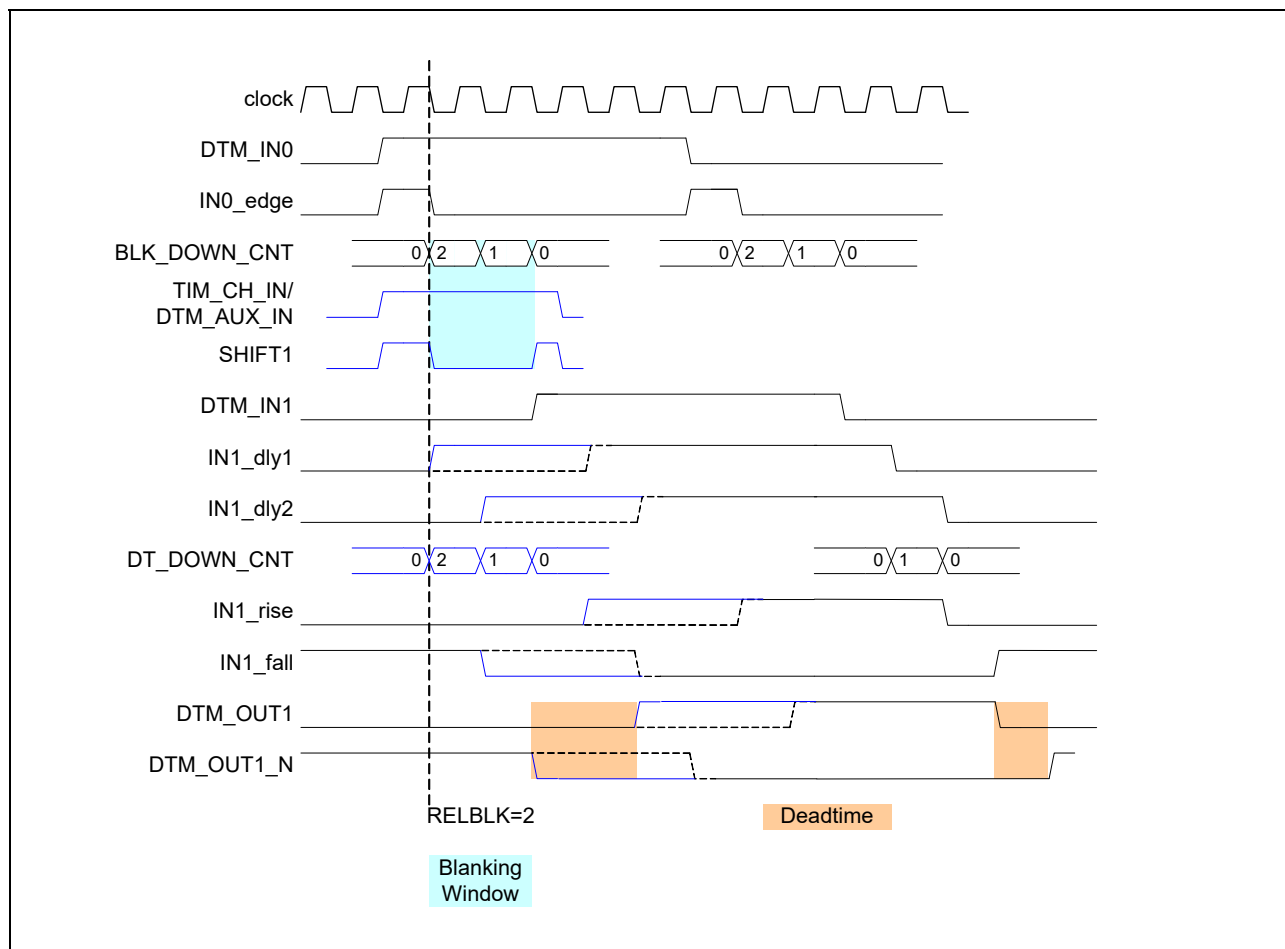 clock
DTM_IN0
IN0_edge
BLK_DOWN_CNT 0 2 1 0 0 2 1 0
TIM_CH_IN/
DTM_AUX_IN
SHIFT1
DTM_IN1
IN1_dly1
IN1_dly2
DT_DOWN_CNT 0 2 1 0 0 1 0
IN1_rise
IN1_fall
DTM_OUT1
DTM_OUT1_N
RELBLK=2 Deadtime
Blanking
Window